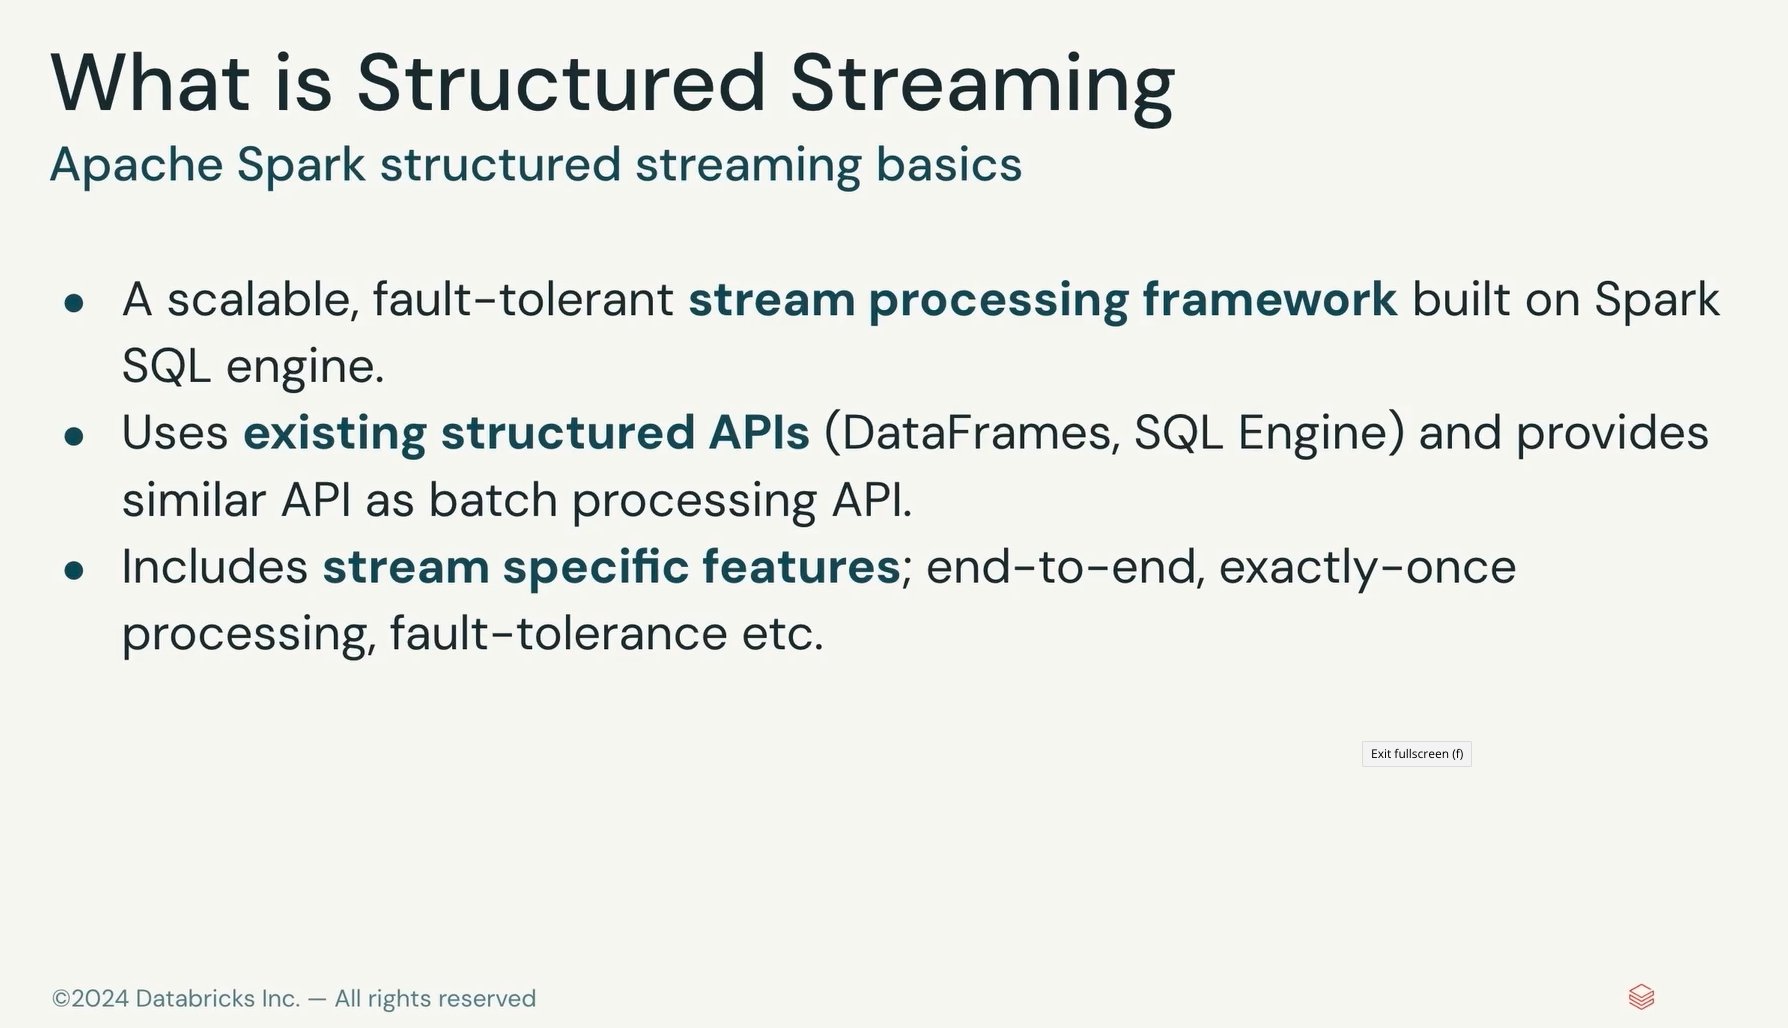 What is Structured Streaming
Apache Spark structured streaming basics
● A scalable, fault-tolerant stream processing framework built on Spark
SQL engine.
● Uses existing structured APIs (DataFrames, SQL Engine) and provides
similar API as batch processing API.
● Includes stream specific features; end-to-end, exactly-once
processing, fault-tolerance etc.
Exit fullscreen (f)
©2024 Databricks Inc. — All rights reserved